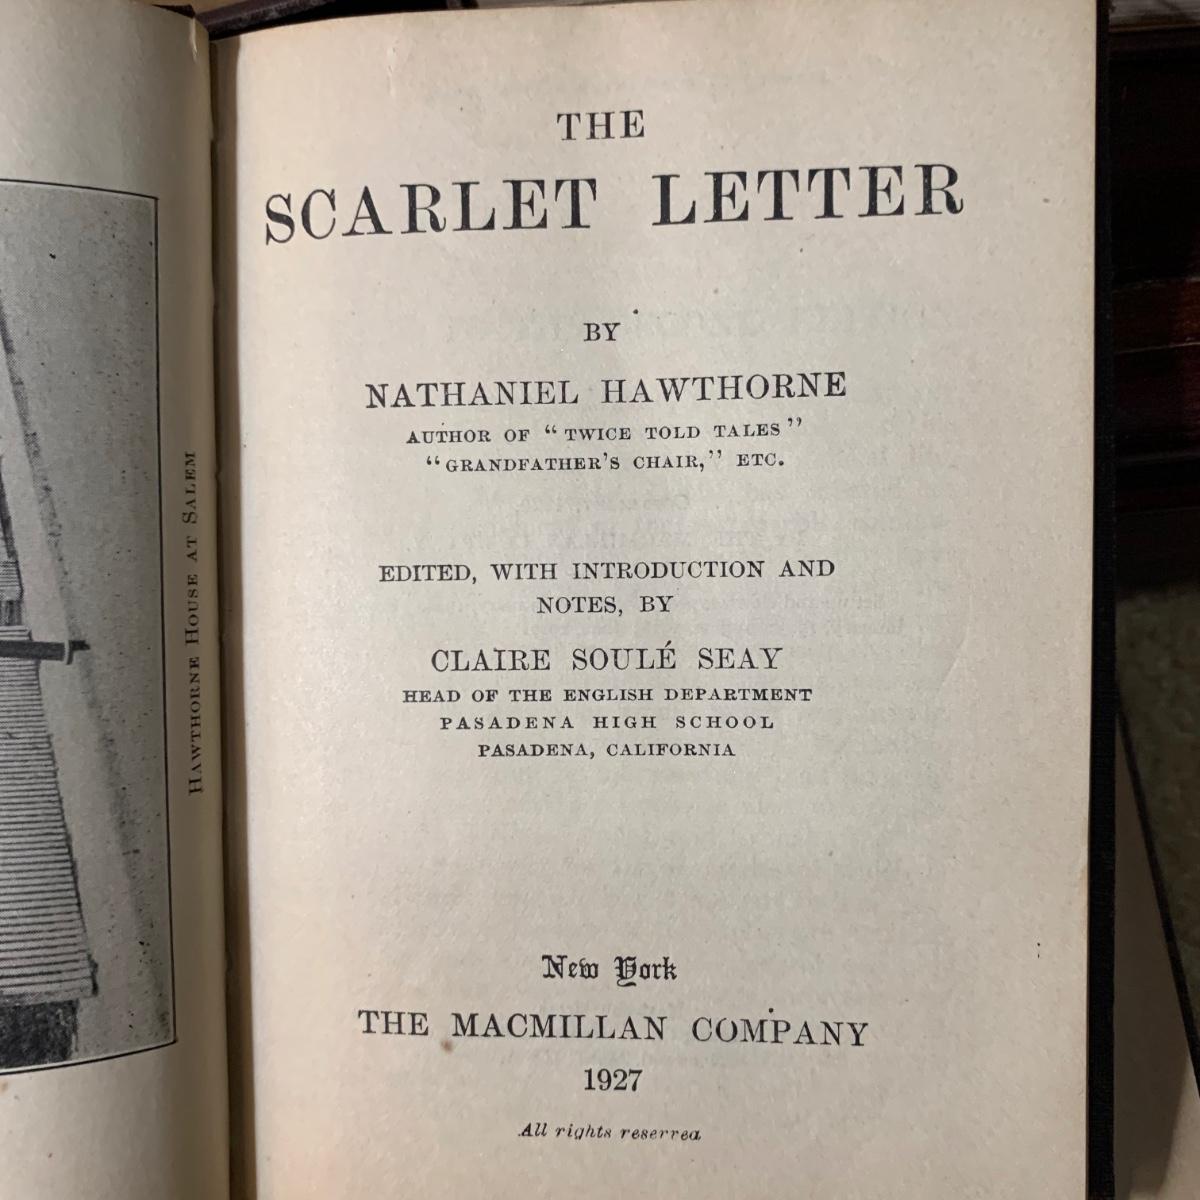 HAWTHORNE HOUSE AT SALEM
THE
SCARLET LETTER
BY
NATHANIEL HAWTHORNE
AUTHOR OF “TWICE TOLD TALES”
“GRANDFATHER'S CHAIR,” ETC.
EDITED, WITH INTRODUCTION AND
NOTES, BY
CLAIRE SOULÉ SEAY
HEAD OF THE ENGLISH DEPARTMENT
PASADENA HIGH SCHOOL
PASADENA, CALIFORNIA
New York
THE MACMILLAN COMPANY
1927
All rights reserved